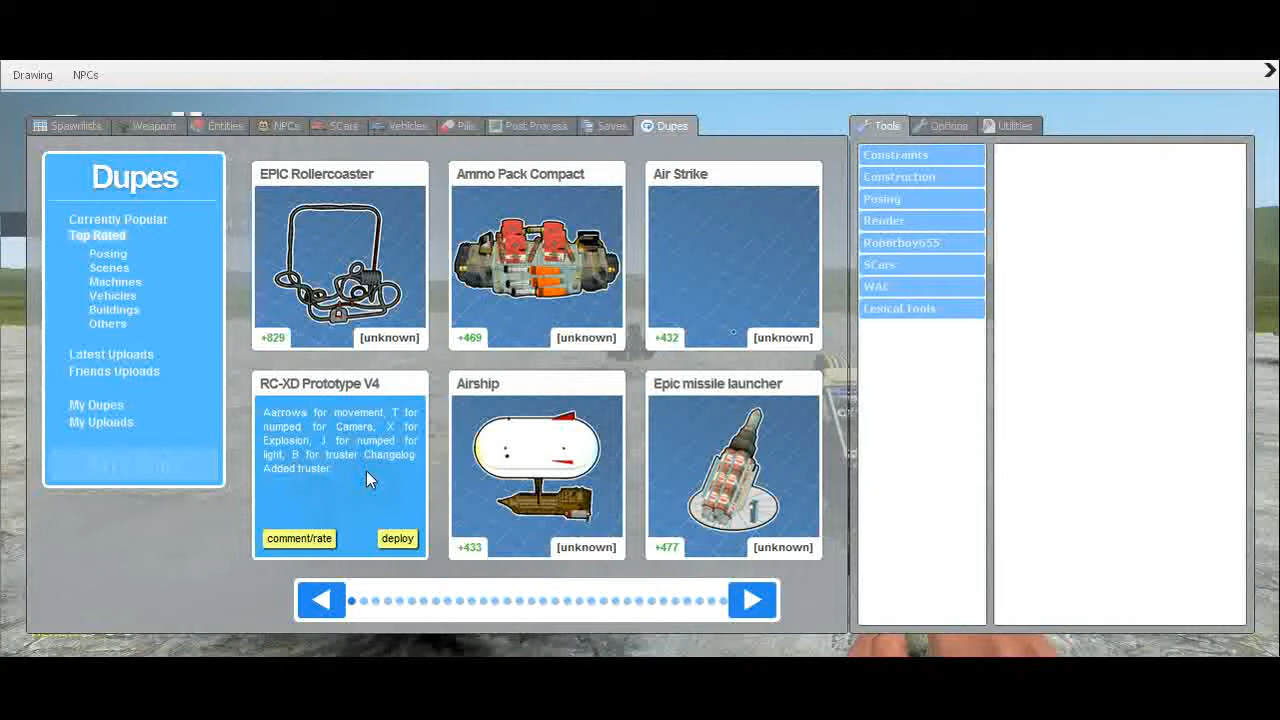 Drawing NPCs
Spawnlists Weapons Entities NPCs SCars Vehicles Pills Post Process Saves Dupes
Tools Options Utilities
Dupes
Currently Popular
Top Rated
Posing
Scenes
Machines
Vehicles
Buildings
Others
Latest Uploads
Friends Uploads
My Dupes
My Uploads
EPIC Rollercoaster
+829 [unknown]
Ammo Pack Compact
+469 [unknown]
Air Strike
+432 [unknown]
RC-XD Prototype V4
Aarrows for movement, T for
numped for Camera, X for
Explosion, J for numped for
light, B for truster Changelog
Added truster.
comment/rate deploy
Airship
+433 [unknown]
Epic missile launcher
+477 [unknown]
Constraints
Construction
Posing
Render
Robotboy655
SCars
WAC
Lexical Tools